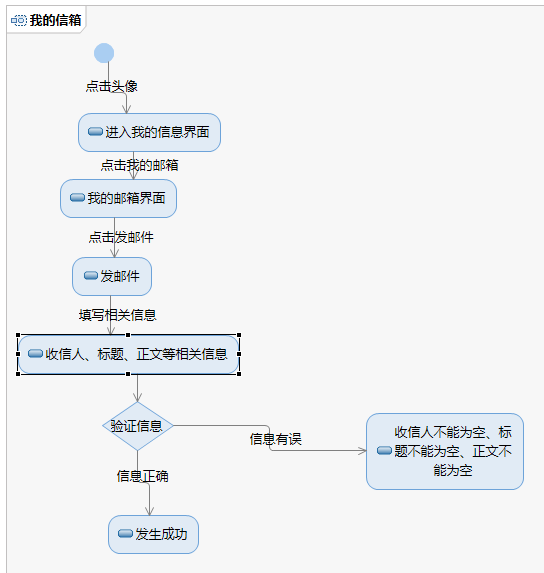 我的信箱
点击头像
进入我的信息界面
点击我的邮箱
我的邮箱界面
点击发邮件
发邮件
填写相关信息
收信人、标题、正文等相关信息
验证信息
信息有误
收信人不能为空、标
题不能为空、正文不
能为空
信息正确
发生成功